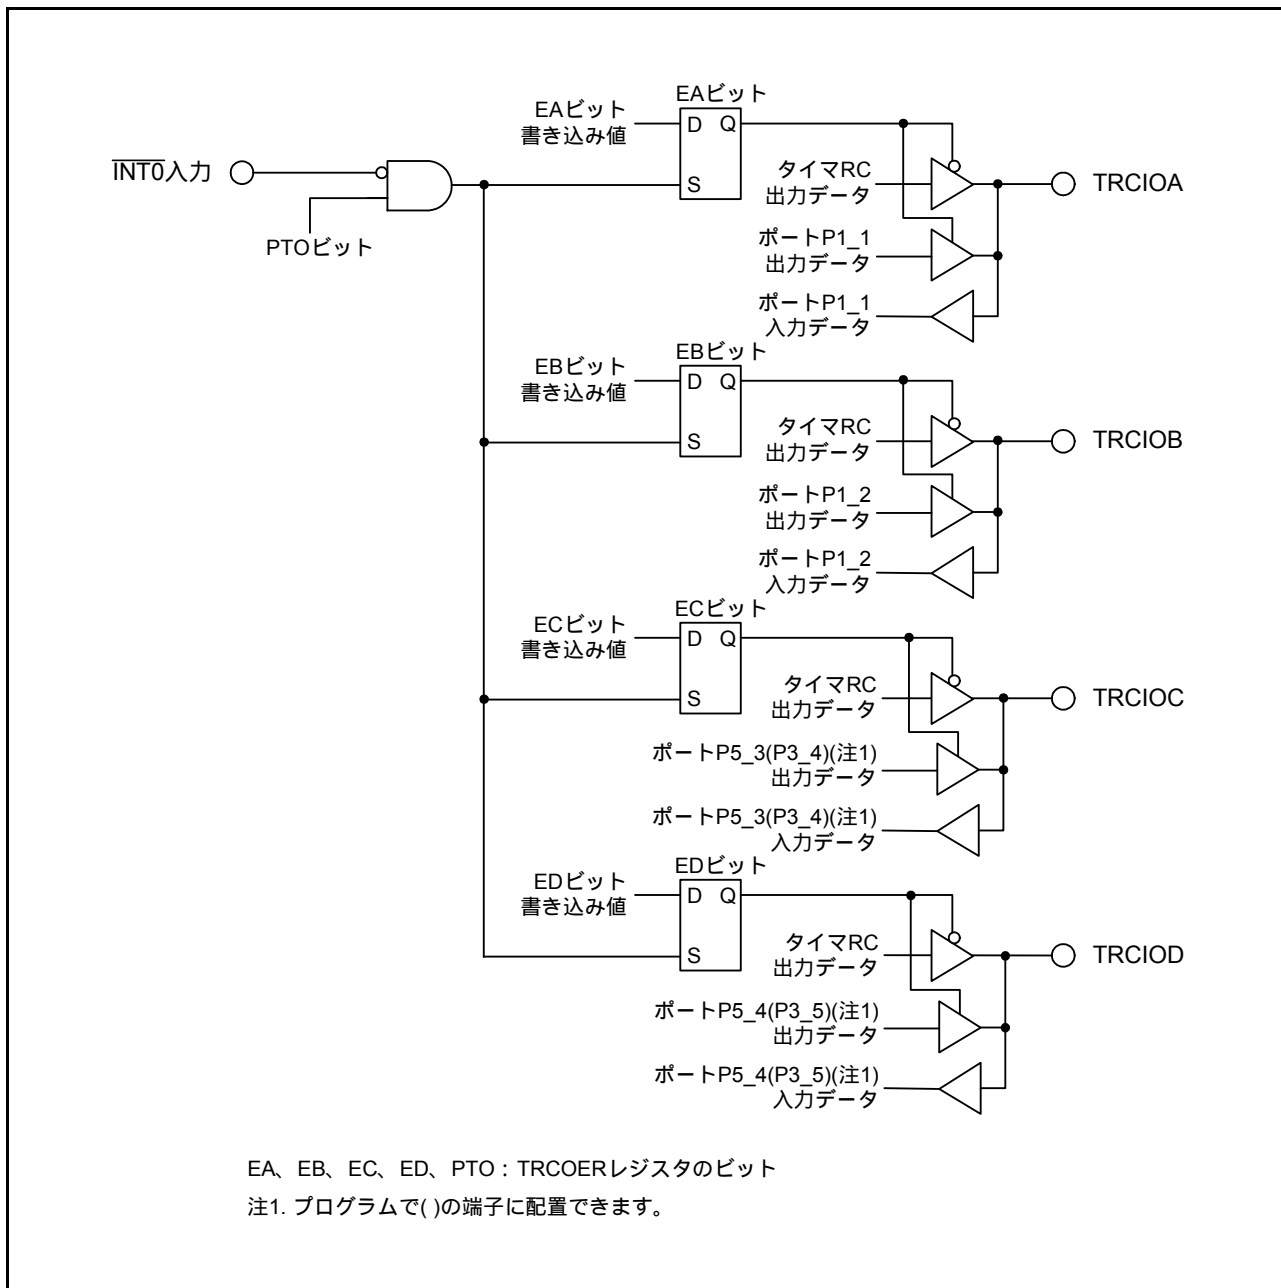 EAビット
EAビット
書き込み値
D Q
S
INT0入力
PTOビット
タイマRC
出力データ
TRCIOA
ポートP1_1
出力データ
ポートP1_1
入力データ
EBビット
EBビット
書き込み値
D Q
S
タイマRC
出力データ
TRCIOB
ポートP1_2
出力データ
ポートP1_2
入力データ
ECビット
ECビット
書き込み値
D Q
S
タイマRC
出力データ
TRCIOC
ポートP5_3(P3_4)(注1)
出力データ
ポートP5_3(P3_4)(注1)
入力データ
EDビット
EDビット
書き込み値
D Q
S
タイマRC
出力データ
TRCIOD
ポートP5_4(P3_5)(注1)
出力データ
ポートP5_4(P3_5)(注1)
入力データ
EA、EB、EC、ED、PTO：TRCOERレジスタのビット
注1. プログラムで( )の端子に配置できます。